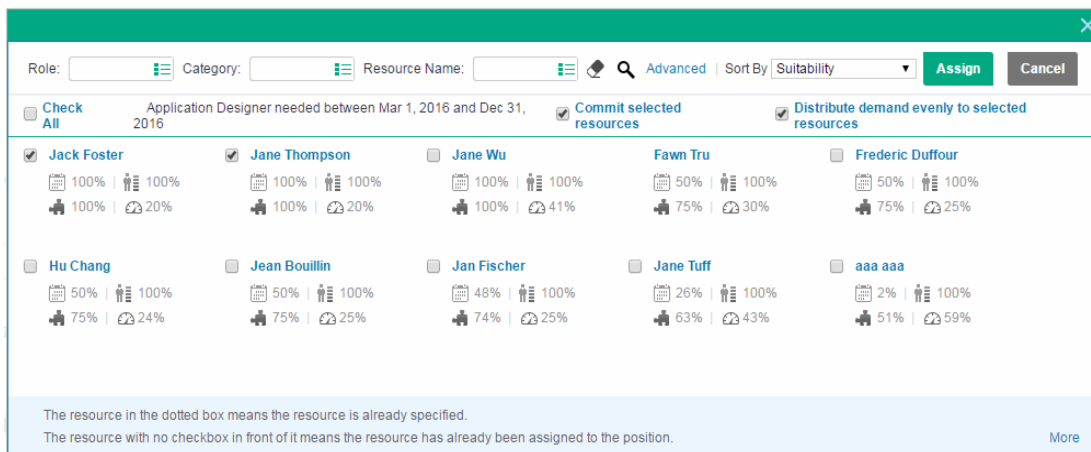 Role: Category: Resource Name: Advanced | Sort By Suitability Assign Cancel
Check All Application Designer needed between Mar 1, 2016 and Dec 31, 2016 Commit selected resources Distribute demand evenly to selected resources
Jack Foster Jane Thompson Jane Wu Fawn Tru Frederic Duffour
100% | 100% 100% | 100% 100% | 100% 50% | 100% 50% | 100%
100% | 20% 100% | 20% 100% | 41% 75% | 30% 75% | 25%
Hu Chang Jean Bouillin Jan Fischer Jane Tuff aaa aaa
50% | 100% 50% | 100% 48% | 100% 26% | 100% 2% | 100%
75% | 24% 75% | 25% 74% | 25% 63% | 43% 51% | 59%
The resource in the dotted box means the resource is already specified.
The resource with no checkbox in front of it means the resource has already been assigned to the position. More